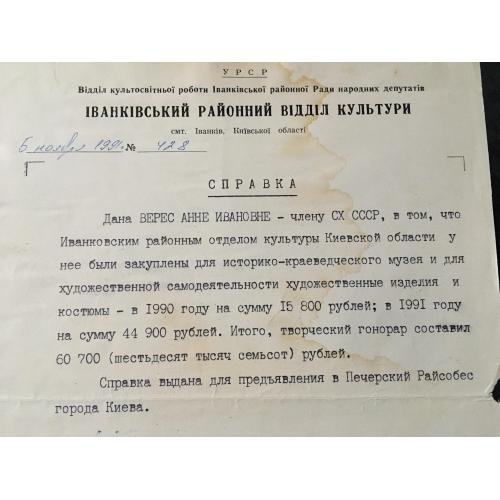 УРСР
Відділ культосвітньої роботи Іванківської районної Ради народних депутатів
ІВАНКІВСЬКИЙ РАЙОННИЙ ВІДДІЛ КУЛЬТУРИ
смт. Іванків, Київської області
5 ноября 1991 № 428
СПРАВКА
Дана ВЕРЕС АННЕ ИВАНОВНЕ – члену СХ СССР, в том, что
Иванковским районным отделом культуры Киевской области у
нее были закуплены для историко-краеведческого музея и для
художественной самодеятельности художественные изделия и
костюмы – в 1990 году на сумму 15 800 рублей; в 1991 году
на сумму 44 900 рублей. Итого, творческий гонорар составил
60 700 (шестьдесят тысяч семьсот) рублей.
Справка выдана для предъявления в Печерский Райсобес
города Киева.